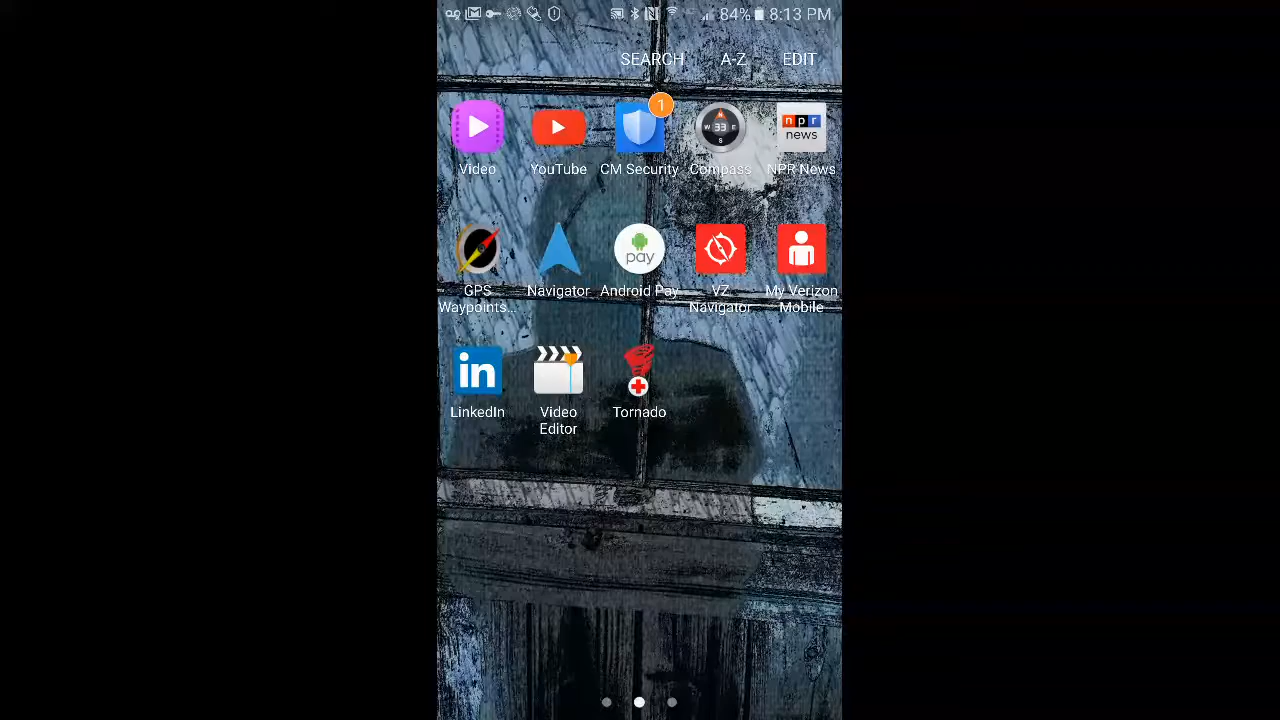 84% 8:13 PM
SEARCH A-Z EDIT
1
W 33 E
S
npr
news
Video YouTube CM Security Compass NPR News
pay
GPS Waypoints... Navigator Android Pay VZ Navigator My Verizon Mobile
in
LinkedIn Video Editor Tornado